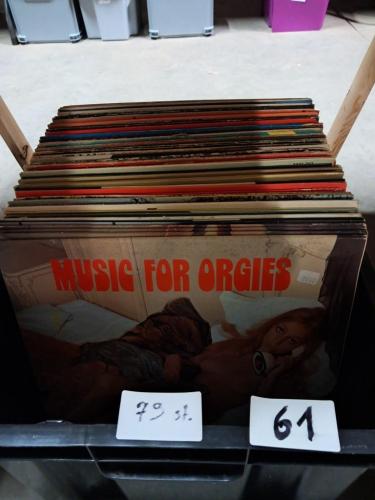 MUSIC FOR ORGIES
79 st.
61